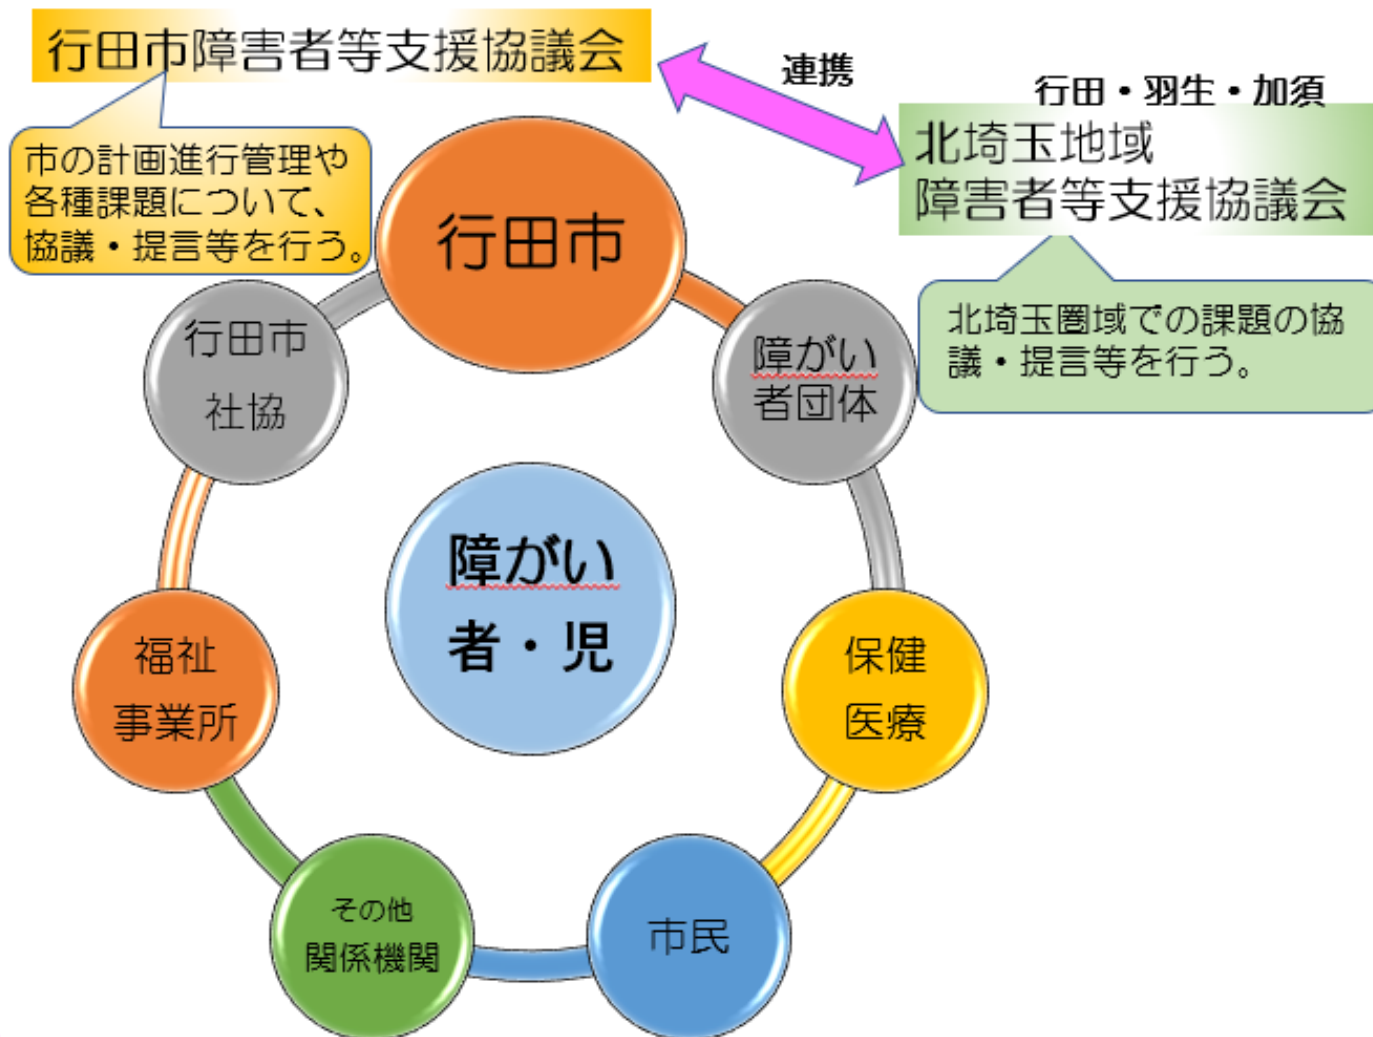 行田市障害者等支援協議会
連携
行田・羽生・加須
北埼玉地域
障害者等支援協議会
市の計画進行管理や
各種課題について、
協議・提言等を行う。
北埼玉圏域での課題の協
議・提言等を行う。
行田市
行田市
社協
障がい
者団体
障がい
者・児
福祉
事業所
保健
医療
その他
関係機関
市民